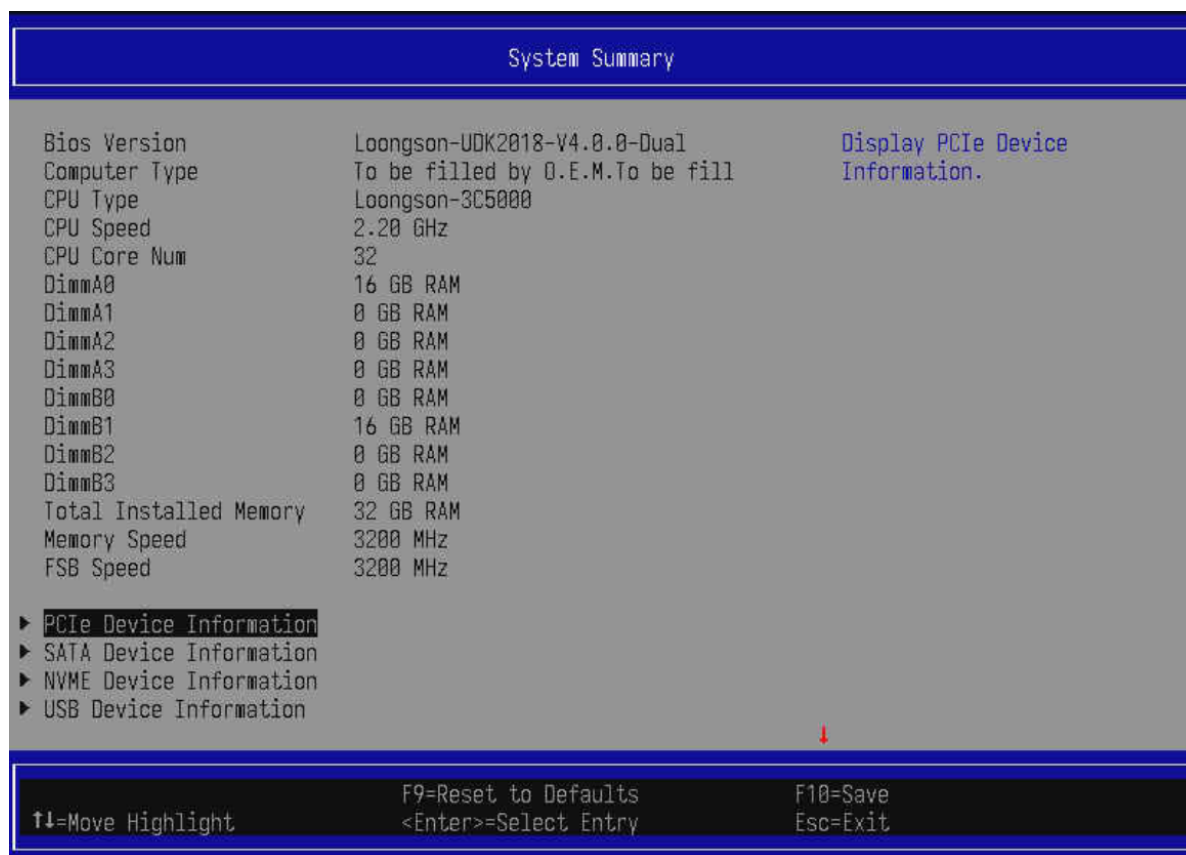 System Summary
Bios Version Loongson-UDK2018-V4.0.0-Dual Display PCIe Device
Computer Type To be filled by O.E.M.To be fill Information.
CPU Type Loongson-3C5000
CPU Speed 2.20 GHz
CPU Core Num 32
DimmA0 16 GB RAM
DimmA1 0 GB RAM
DimmA2 0 GB RAM
DimmA3 0 GB RAM
DimmB0 0 GB RAM
DimmB1 16 GB RAM
DimmB2 0 GB RAM
DimmB3 0 GB RAM
Total Installed Memory 32 GB RAM
Memory Speed 3200 MHz
FSB Speed 3200 MHz
▶ PCIe Device Information
▶ SATA Device Information
▶ NVME Device Information
▶ USB Device Information
↓
F9=Reset to Defaults F10=Save
↑↓=Move Highlight <Enter>=Select Entry Esc=Exit